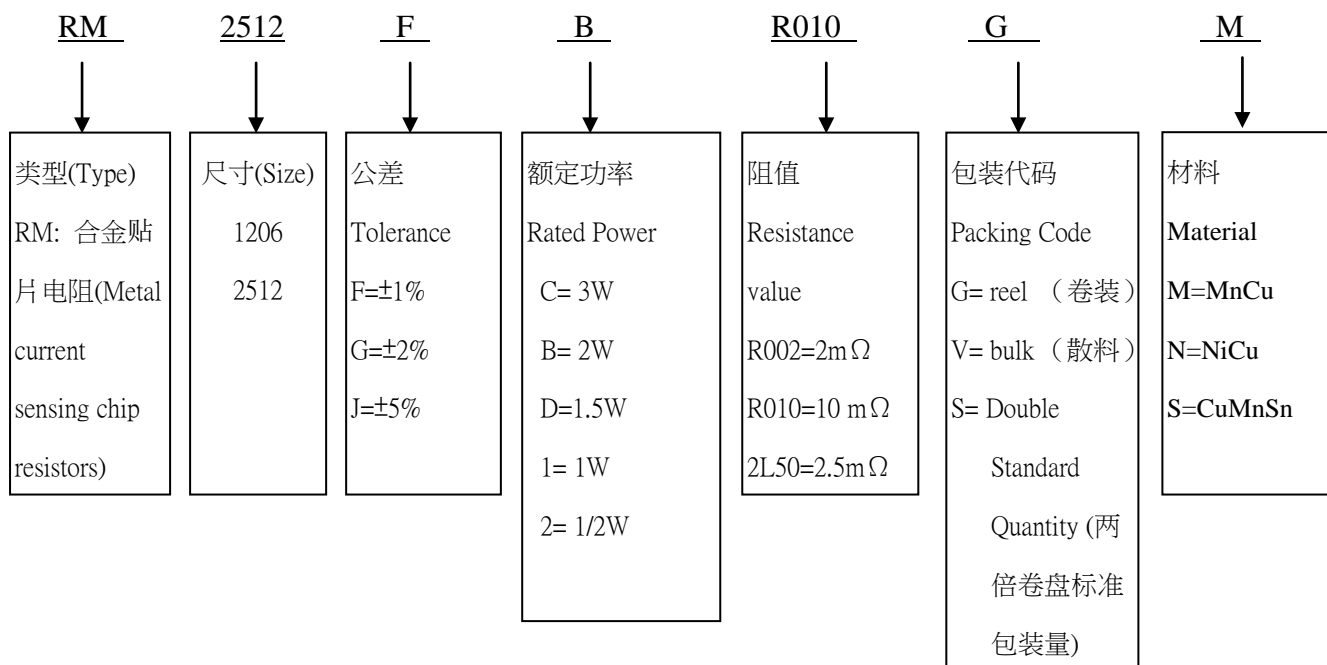 RM 2512 F B R010 G M
类型(Type)
RM: 合金贴
片电阻(Metal
current
sensing chip
resistors)
尺寸(Size)
1206
2512
公差
Tolerance
F=±1%
G=±2%
J=±5%
额定功率
Rated Power
C= 3W
B= 2W
D=1.5W
1= 1W
2= 1/2W
阻值
Resistance
value
R002=2mΩ
R010=10 mΩ
2L50=2.5mΩ
包装代码
Packing Code
G= reel （卷装）
V= bulk （散料）
S= Double
Standard
Quantity (两
倍卷盘标准
包装量)
材料
Material
M=MnCu
N=NiCu
S=CuMnSn